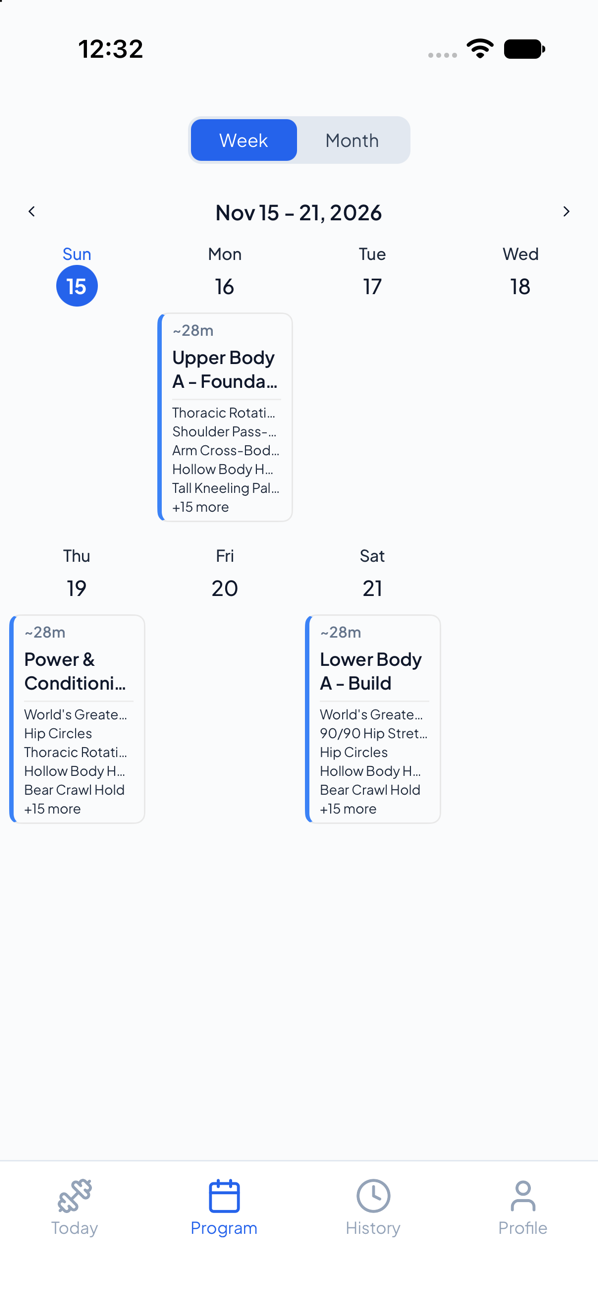 12:32
Week Month
Nov 15 – 21, 2026
Sun Mon Tue Wed
15 16 17 18
~28m
Upper Body
A – Founda...
Thoracic Rotati...
Shoulder Pass-...
Arm Cross-Bod...
Hollow Body H...
Tall Kneeling Pal...
+15 more
Thu Fri Sat
19 20 21
~28m
Power &
Conditioni...
World's Greate...
Hip Circles
Thoracic Rotati...
Hollow Body H...
Bear Crawl Hold
+15 more
~28m
Lower Body
A – Build
World's Greate...
90/90 Hip Stret...
Hip Circles
Hollow Body H...
Bear Crawl Hold
+15 more
Today Program History Profile